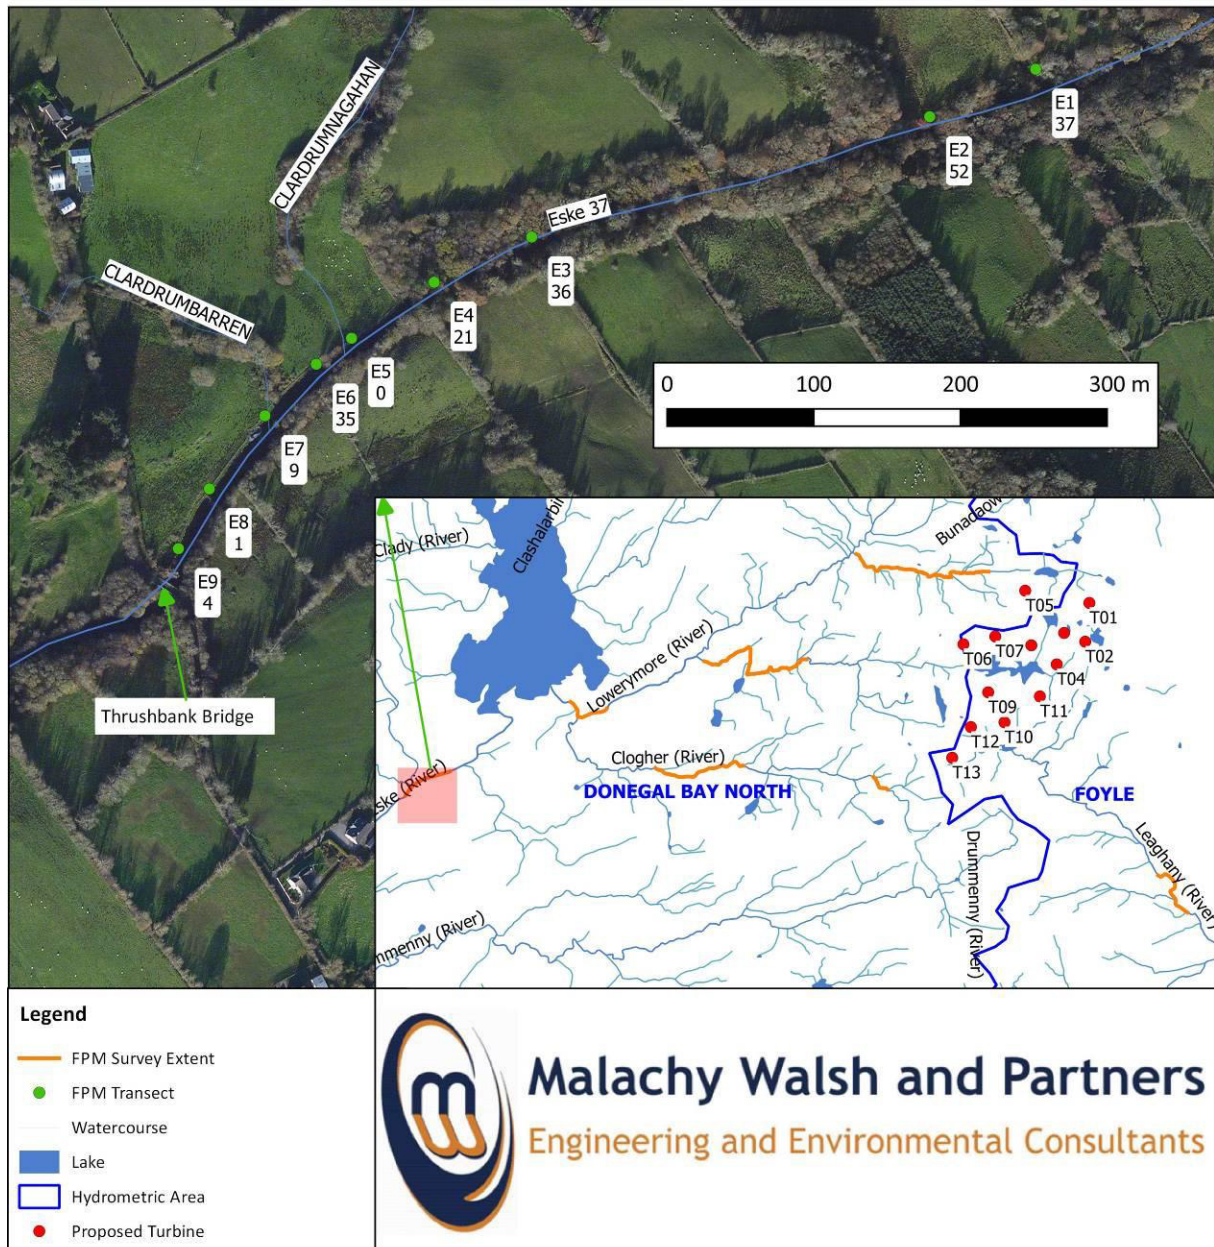 CLARDRUMNAGAHAN
CLARDRUMBARREN
Eske 37
E1
37
E2
52
E3
36
E4
21
E5
0
E6
35
E7
9
E8
1
E9
4
Thrushbank Bridge
0 100 200 300 m
Clady (River)
Clashalarbir
Bunadaow
Lowerymore (River)
Clogher (River)
ske (River)
DONEGAL BAY NORTH
FOYLE
Drummenny (River)
Leaghany (River)
mmenny (River)
T05
T01
T06
T07
T02
T04
T09
T11
T12
T10
T13
Legend
FPM Survey Extent
FPM Transect
Watercourse
Lake
Hydrometric Area
Proposed Turbine
Malachy Walsh and Partners
Engineering and Environmental Consultants